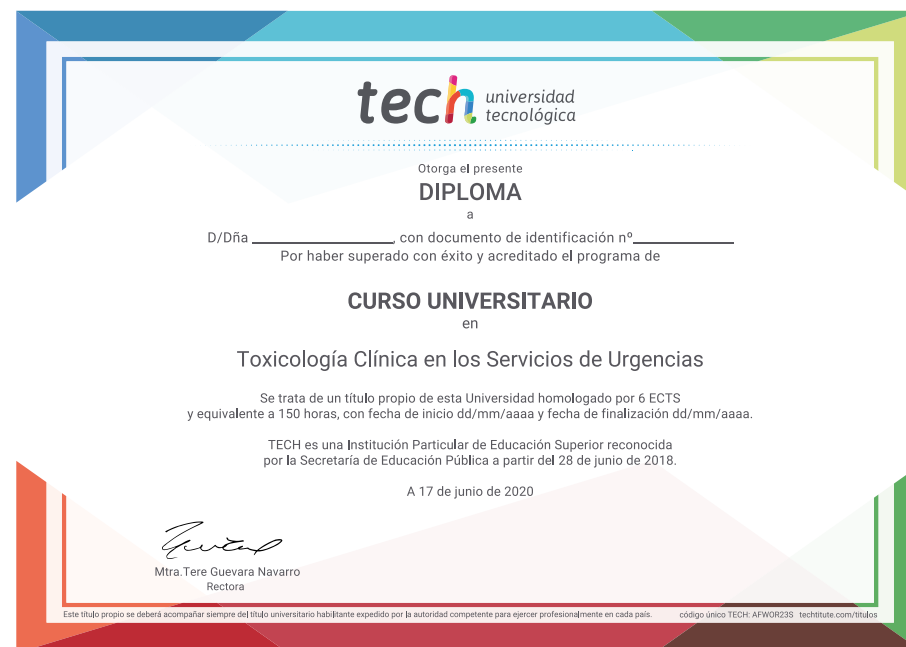 tech universidad
tecnológica
Otorga el presente
DIPLOMA
a
D/Dña ____________________, con documento de identificación nº______________
Por haber superado con éxito y acreditado el programa de
CURSO UNIVERSITARIO
en
Toxicología Clínica en los Servicios de Urgencias
Se trata de un título propio de esta Universidad homologado por 6 ECTS
y equivalente a 150 horas, con fecha de inicio dd/mm/aaaa y fecha de finalización dd/mm/aaaa.
TECH es una Institución Particular de Educación Superior reconocida
por la Secretaría de Educación Pública a partir del 28 de junio de 2018.
A 17 de junio de 2020
Mtra.Tere Guevara Navarro
Rectora
Este título propio se deberá acompañar siempre del título universitario habilitante expedido por la autoridad competente para ejercer profesionalmente en cada país. código único TECH: AFWOR23S techtitute.com/titulos